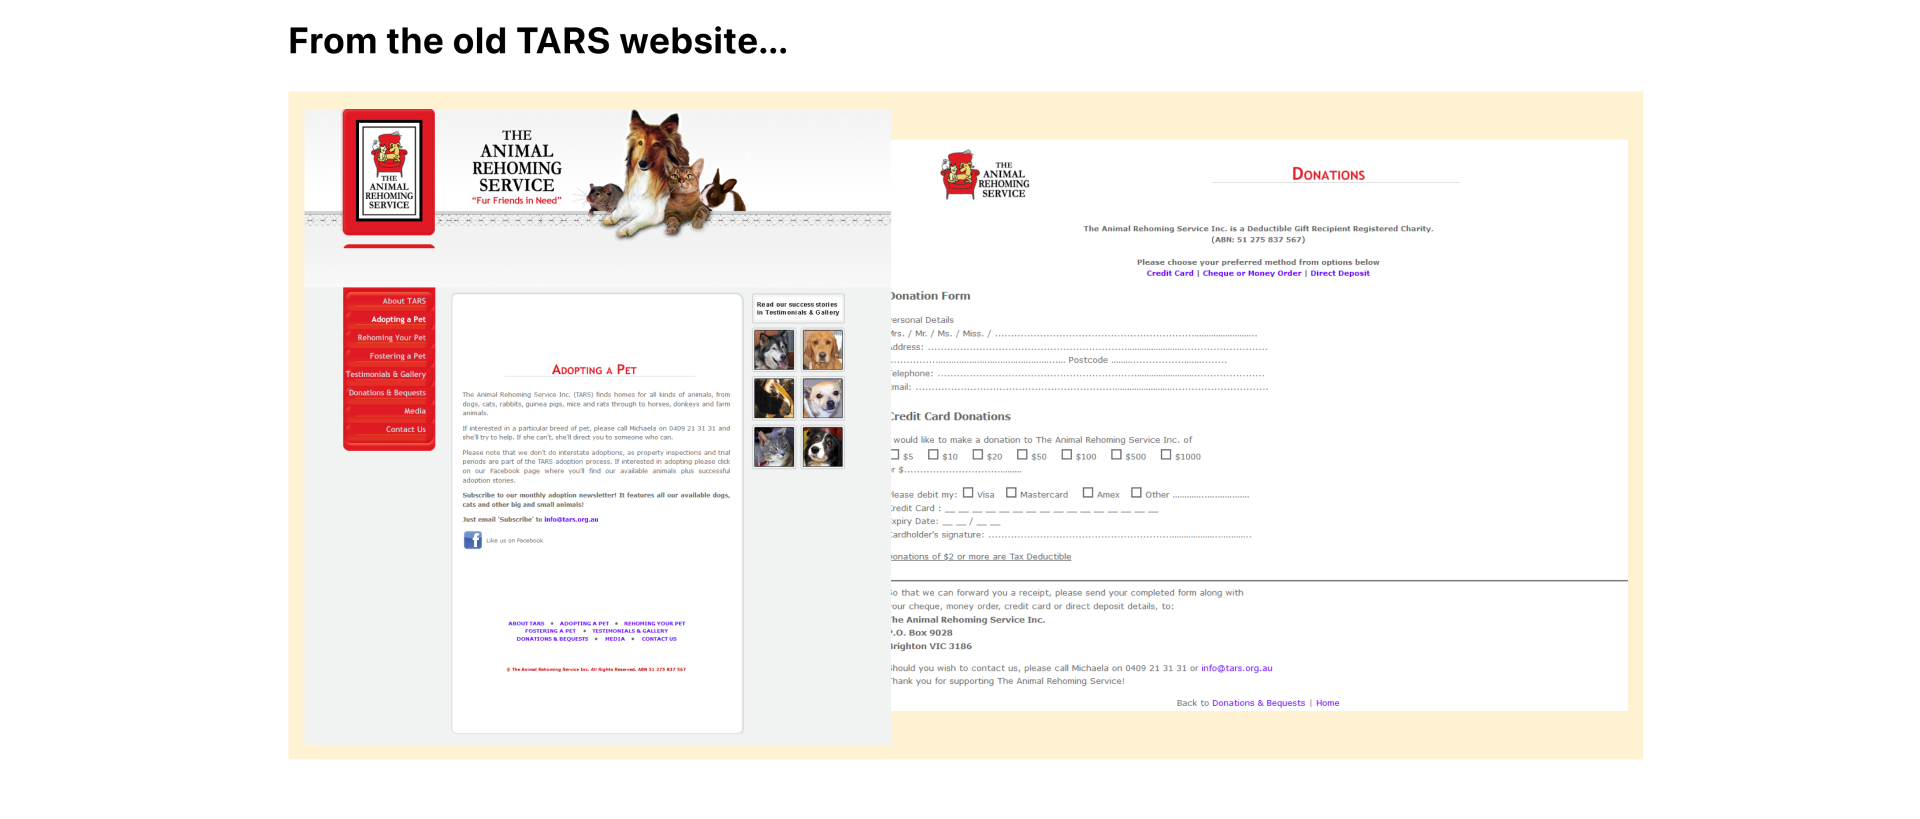 From the old TARS website...
THE
ANIMAL
REHOMING
SERVICE
THE
ANIMAL
REHOMING
SERVICE
"Fur Friends in Need"
About TARS
Adopting a Pet
Rehoming Your Pet
Fostering a Pet
Testimonials & Gallery
Donations & Bequests
Media
Contact Us
ADOPTING A PET
The Animal Rehoming Service Inc. (TARS) finds homes for all kinds of animals, from
dogs, cats, rabbits, guinea pigs, mice and rats through to horses, donkeys and farm
animals.
If interested in a particular breed of pet, please call Michaela on 0409 21 31 31 and
she'll try to help. If she can't, she'll direct you to someone who can.
Please note that we don't do interstate adoptions, as property inspections and trial
periods are part of the TARS adoption process. If interested in adopting please click
on our Facebook page where you'll find our available animals plus successful
adoption stories.
Subscribe to our monthly adoption newsletter! It features all our available dogs,
cats and other big and small animals!
Just email 'Subscribe' to info@tars.org.au
f Like us on Facebook
ABOUT TARS • ADOPTING A PET • REHOMING YOUR PET
FOSTERING A PET • TESTIMONIALS & GALLERY
DONATIONS & BEQUESTS • MEDIA • CONTACT US
© The Animal Rehoming Service Inc. All Rights Reserved. ABN 51 275 837 567
Read our success stories
in Testimonials & Gallery
THE
ANIMAL
REHOMING
SERVICE
DONATIONS
The Animal Rehoming Service Inc. is a Deductible Gift Recipient Registered Charity.
(ABN: 51 275 837 567)
Please choose your preferred method from options below
Credit Card | Cheque or Money Order | Direct Deposit
Donation Form
ersonal Details
rs. / Mr. / Ms. / Miss. / ....................
ddress: ....................
.................... Postcode ....................
elephone: ....................
mail: ....................
Credit Card Donations
would like to make a donation to The Animal Rehoming Service Inc. of
☐ $5 ☐ $10 ☐ $20 ☐ $50 ☐ $100 ☐ $500 ☐ $1000
r $....................
lease debit my: ☐ Visa ☐ Mastercard ☐ Amex ☐ Other ....................
redit Card : __ __ __ __ __ __ __ __ __ __ __ __ __ __ __ __
xpiry Date: __ __ / __ __
ardholder's signature: ....................
onations of $2 or more are Tax Deductible
o that we can forward you a receipt, please send your completed form along with
our cheque, money order, credit card or direct deposit details, to:
he Animal Rehoming Service Inc.
.O. Box 9028
righton VIC 3186
hould you wish to contact us, please call Michaela on 0409 21 31 31 or info@tars.org.au
hank you for supporting The Animal Rehoming Service!
Back to Donations & Bequests | Home